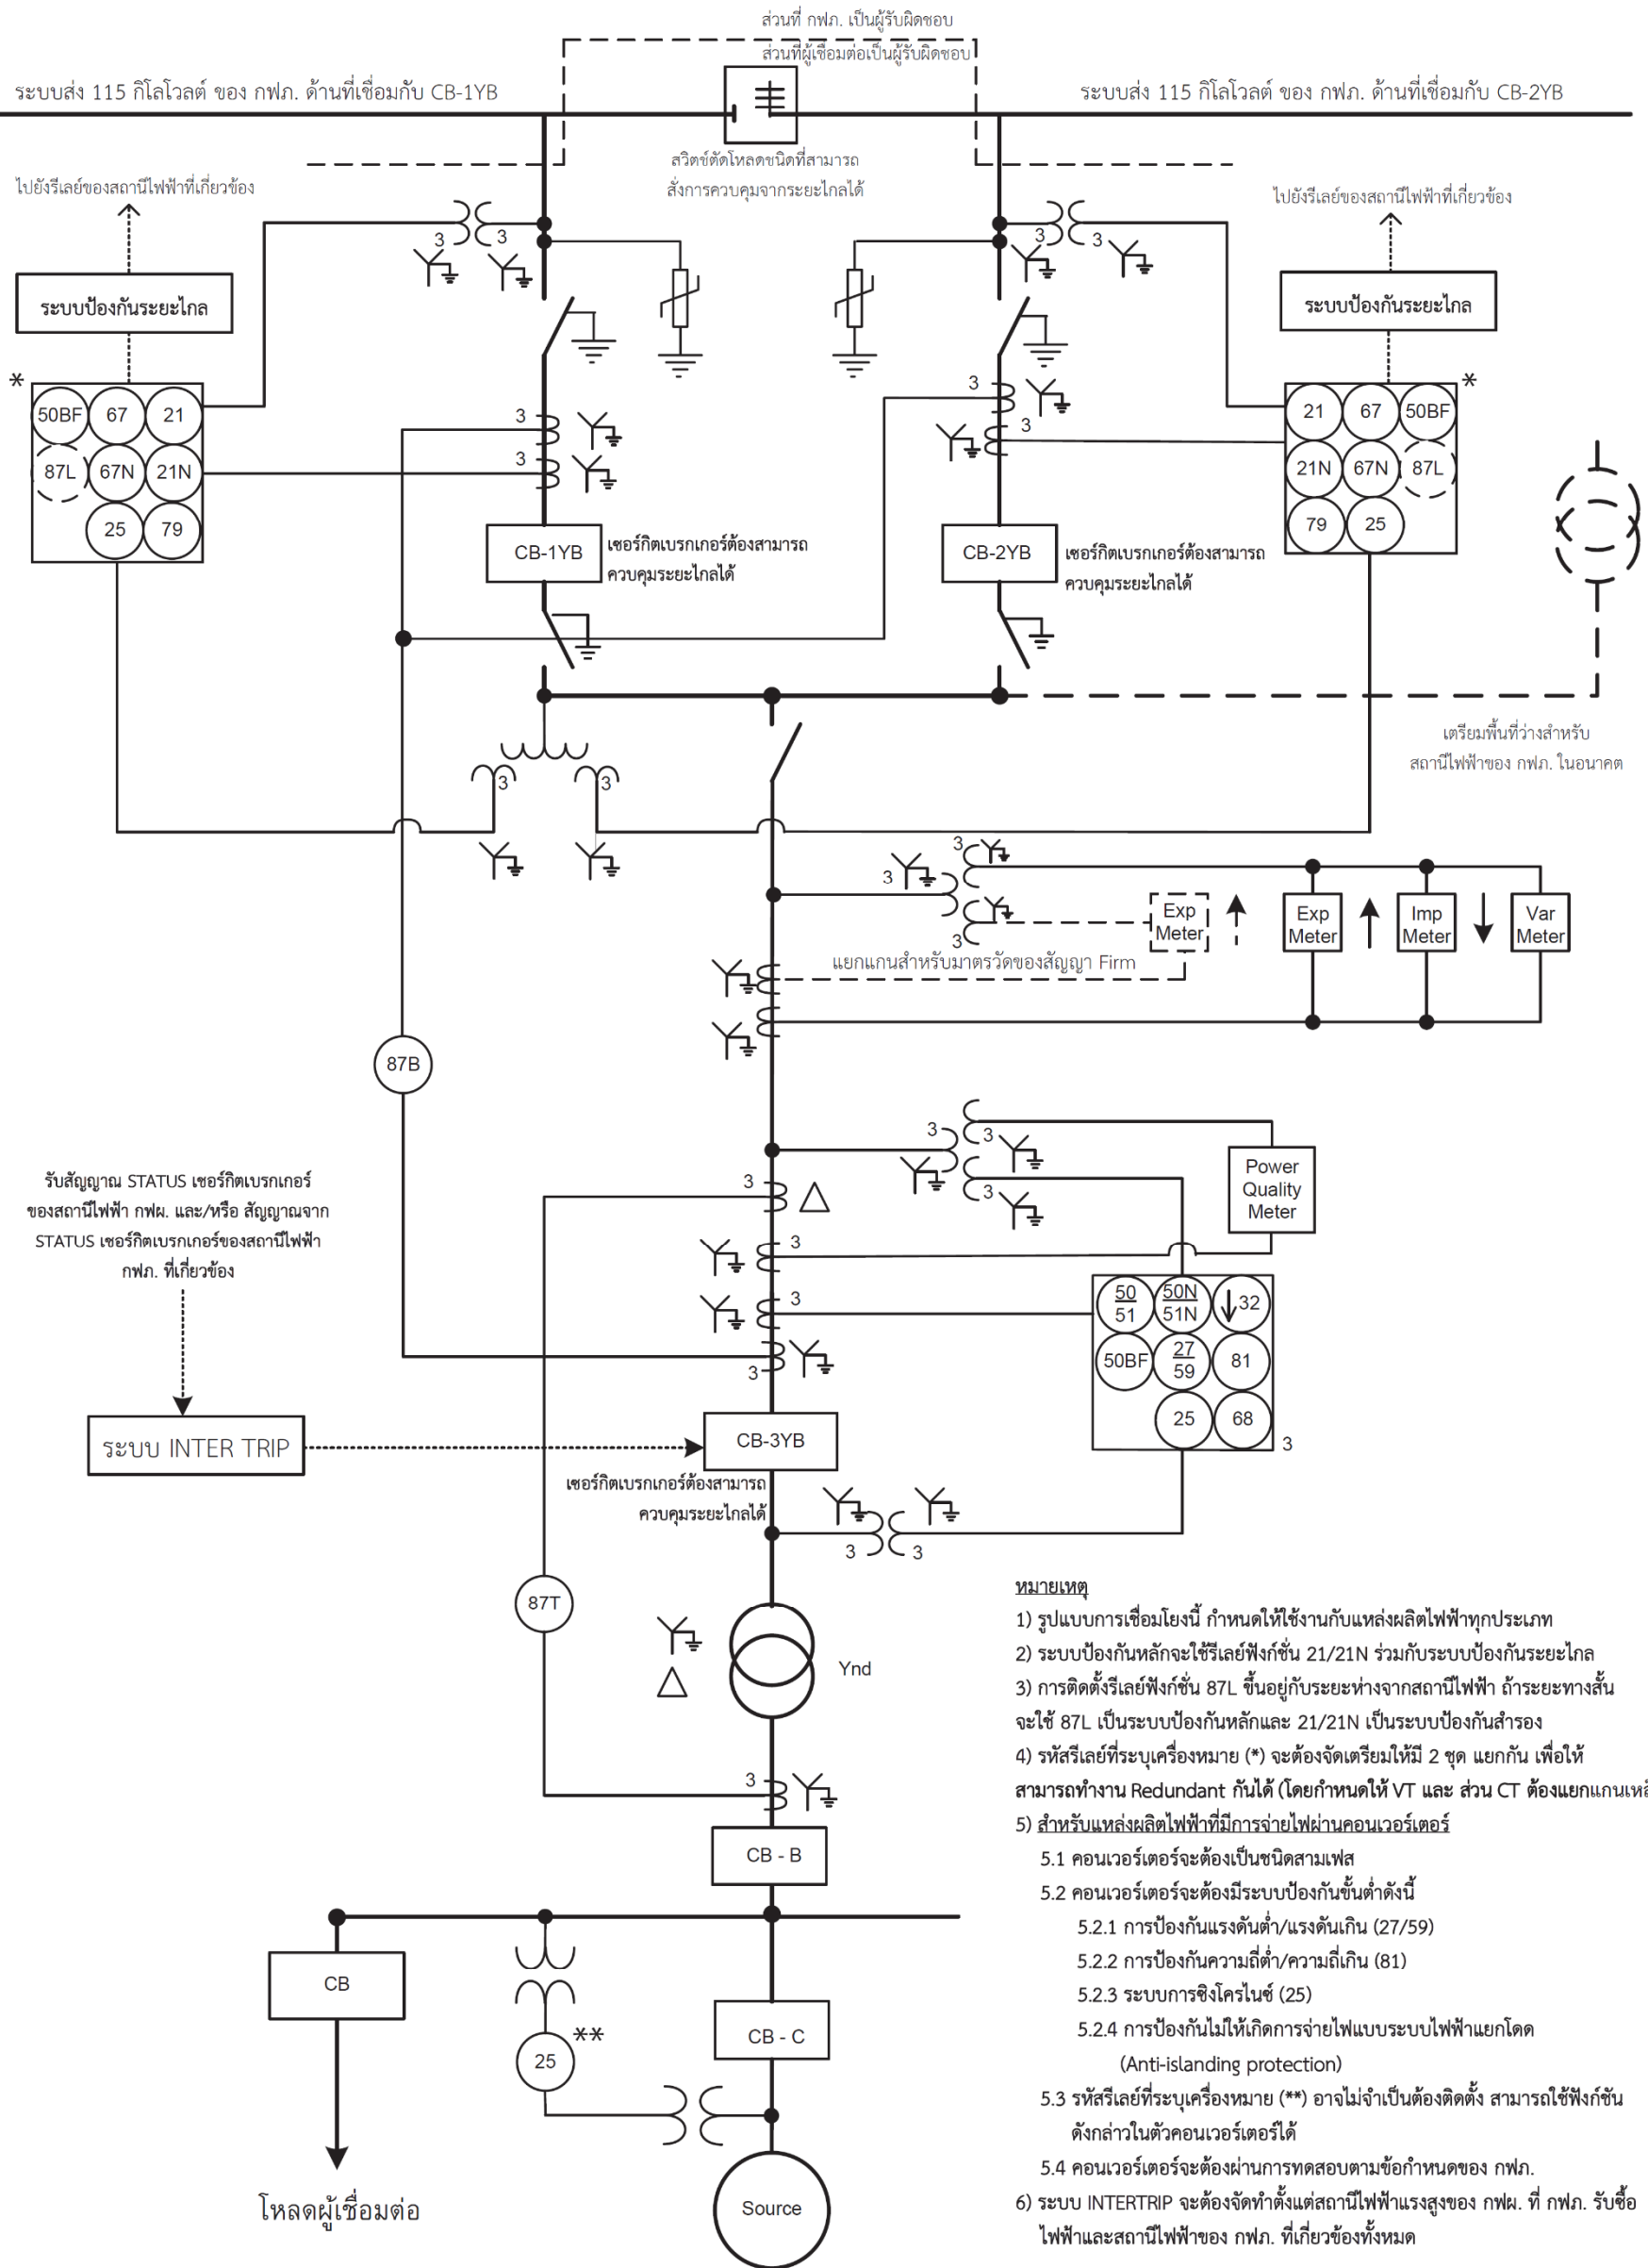 ส่วนที่ กฟภ. เป็นผู้รับผิดชอบ
ส่วนที่ผู้เชื่อมต่อเป็นผู้รับผิดชอบ
ระบบส่ง 115 กิโลโวลต์ ของ กฟภ. ด้านที่เชื่อมกับ CB-1YB
ระบบส่ง 115 กิโลโวลต์ ของ กฟภ. ด้านที่เชื่อมกับ CB-2YB
สวิตช์ตัดโหลดชนิดที่สามารถ
สั่งการควบคุมจากระยะไกลได้
ไปยังรีเลย์ของสถานีไฟฟ้าที่เกี่ยวข้อง
ไปยังรีเลย์ของสถานีไฟฟ้าที่เกี่ยวข้อง
3 3
3 3
ระบบป้องกันระยะไกล
ระบบป้องกันระยะไกล
*
50BF 67 21
87L 67N 21N
25 79
3
3
3
3
21 67 50BF
21N 67N 87L
79 25
*
CB-1YB
เซอร์กิตเบรกเกอร์ต้องสามารถ
ควบคุมระยะไกลได้
CB-2YB
เซอร์กิตเบรกเกอร์ต้องสามารถ
ควบคุมระยะไกลได้
เตรียมพื้นที่ว่างสำหรับ
สถานีไฟฟ้าของ กฟภ. ในอนาคต
3
3
3
3
3
Exp
Meter
Exp
Meter
Imp
Meter
Var
Meter
แยกแกนสำหรับมาตรวัดของสัญญา Firm
87B
3
3
3
Power
Quality
Meter
รับสัญญาณ STATUS เซอร์กิตเบรกเกอร์
ของสถานีไฟฟ้า กฟผ. และ/หรือ สัญญาณจาก
STATUS เซอร์กิตเบรกเกอร์ของสถานีไฟฟ้า
กฟภ. ที่เกี่ยวข้อง
3
3
3
3
50
51
50N
51N
32
50BF
27
59
81
25 68
3
ระบบ INTER TRIP
CB-3YB
เซอร์กิตเบรกเกอร์ต้องสามารถ
ควบคุมระยะไกลได้
3 3
87T
Ynd
3
CB - B
CB
**
25
CB - C
Source
โหลดผู้เชื่อมต่อ
หมายเหตุ
1) รูปแบบการเชื่อมโยงนี้ กำหนดให้ใช้งานกับแหล่งผลิตไฟฟ้าทุกประเภท
2) ระบบป้องกันหลักจะใช้รีเลย์ฟังก์ชั่น 21/21N ร่วมกับระบบป้องกันระยะไกล
3) การติดตั้งรีเลย์ฟังก์ชั่น 87L ขึ้นอยู่กับระยะห่างจากสถานีไฟฟ้า ถ้าระยะทางสั้น
จะใช้ 87L เป็นระบบป้องกันหลักและ 21/21N เป็นระบบป้องกันสำรอง
4) รหัสรีเลย์ที่ระบุเครื่องหมาย (*) จะต้องจัดเตรียมให้มี 2 ชุด แยกกัน เพื่อให้
สามารถทำงาน Redundant กันได้ (โดยกำหนดให้ VT และ ส่วน CT ต้องแยกแกน
5) สำหรับแหล่งผลิตไฟฟ้าที่มีการจ่ายไฟผ่านคอนเวอร์เตอร์
5.1 คอนเวอร์เตอร์จะต้องเป็นชนิดสามเฟส
5.2 คอนเวอร์เตอร์จะต้องมีระบบป้องกันขั้นต่ำดังนี้
5.2.1 การป้องกันแรงดันต่ำ/แรงดันเกิน (27/59)
5.2.2 การป้องกันความถี่ต่ำ/ความถี่เกิน (81)
5.2.3 ระบบการซิงโครไนซ์ (25)
5.2.4 การป้องกันไม่ให้เกิดการจ่ายไฟแบบระบบไฟฟ้าแยกโดด
(Anti-islanding protection)
5.3 รหัสรีเลย์ที่ระบุเครื่องหมาย (**) อาจไม่จำเป็นต้องติดตั้ง สามารถใช้ฟังก์ชัน
ดังกล่าวในตัวคอนเวอร์เตอร์ได้
5.4 คอนเวอร์เตอร์จะต้องผ่านการทดสอบตามข้อกำหนดของ กฟภ.
6) ระบบ INTERTRIP จะต้องจัดทำตั้งแต่สถานีไฟฟ้าแรงสูงของ กฟผ. ที่ กฟภ. รับซื้อ
ไฟฟ้าและสถานีไฟฟ้าของ กฟภ. ที่เกี่ยวข้องทั้งหมด